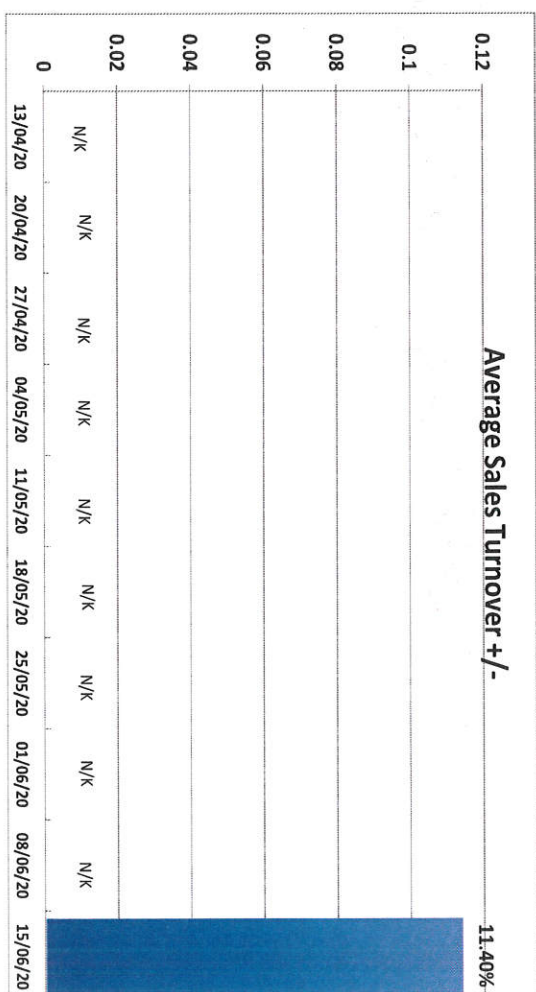 Average Sales Turnover +/-
0.12
0.1
0.08
0.06
0.04
0.02
0
N/K
N/K
N/K
N/K
N/K
N/K
N/K
N/K
N/K
11.40%
13/04/20
20/04/20
27/04/20
04/05/20
11/05/20
18/05/20
25/05/20
01/06/20
08/06/20
15/06/20